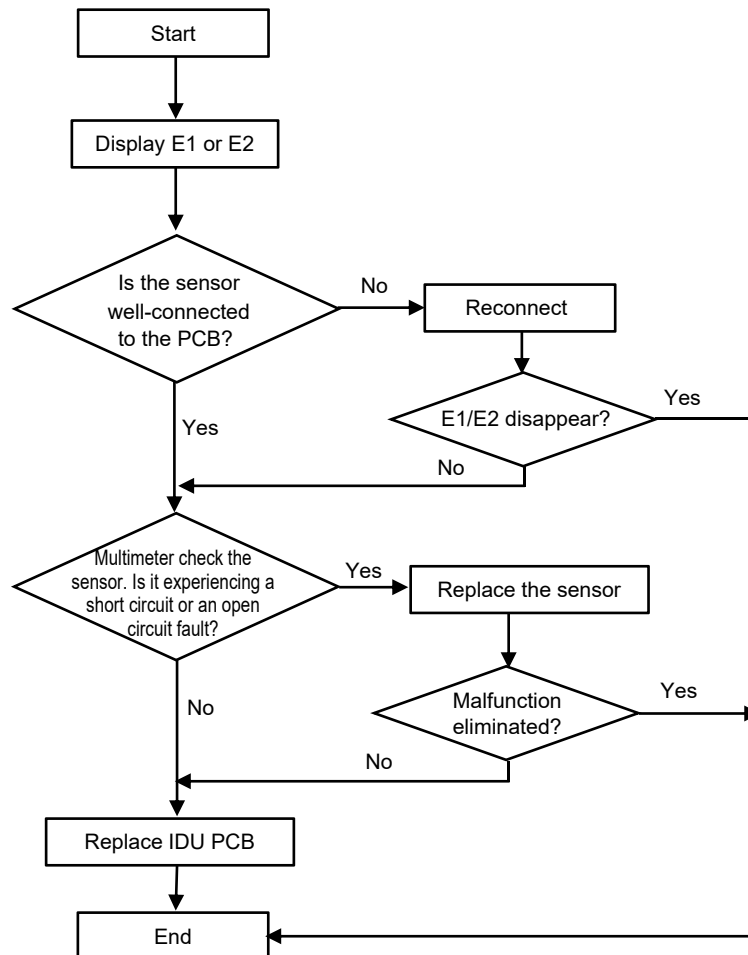 Start
Display E1 or E2
Is the sensor
well-connected
to the PCB?
No
Reconnect
Yes
E1/E2 disappear?
Yes
No
Multimeter check the
sensor. Is it experiencing a
short circuit or an open
circuit fault?
Yes
Replace the sensor
No
Malfunction
eliminated?
Yes
No
Replace IDU PCB
End